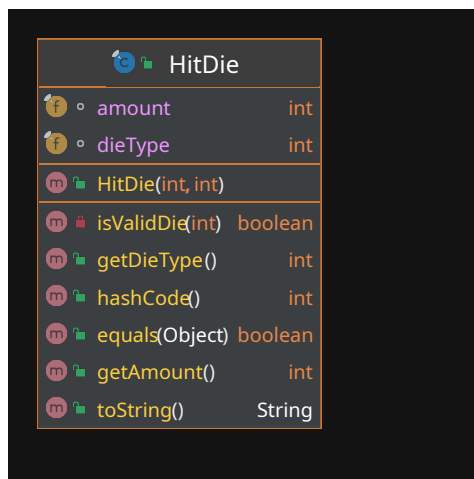 HitDie
amount int
dieType int
HitDie(int, int)
isValidDie(int) boolean
getDieType() int
hashCode() int
equals(Object) boolean
getAmount() int
toString() String